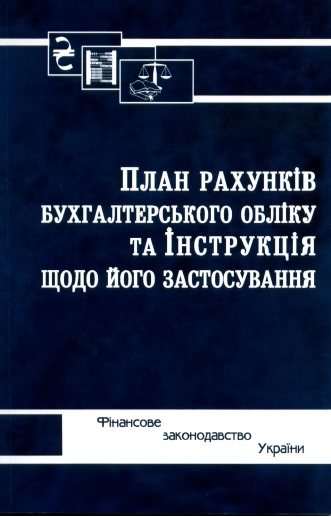 План рахунків
бухгалтерського обліку
та Інструкція
щодо його застосування
Фінансове
законодавство
України